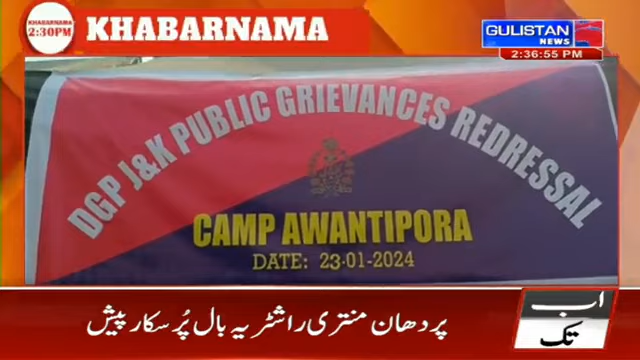 KHABARNAMA
2:30PM
KHABARNAMA
GULISTAN
NEWS
2:36:55 PM
DGP J&K PUBLIC GRIEVANCES REDRESSAL
CAMP AWANTIPORA
DATE: 23-01-2024
پردھان منتری راشٹریہ بال پُرسکار پیش
اب
تک